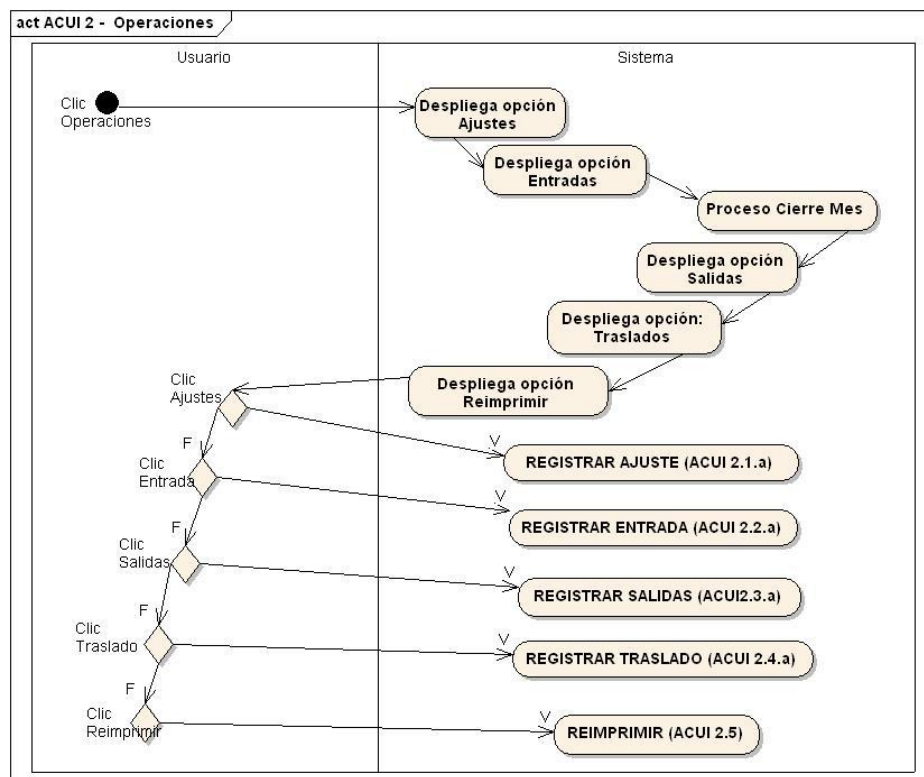 act ACUI 2 - Operaciones
Usuario
Sistema
Clic
Operaciones
Despliega opción
Ajustes
Despliega opción
Entradas
Proceso Cierre Mes
Despliega opción
Salidas
Despliega opción:
Traslados
Despliega opción
Reimprimir
Clic
Ajustes
V
REGISTRAR AJUSTE (ACUI 2.1.a)
F
Clic
Entrada
V
REGISTRAR ENTRADA (ACUI 2.2.a)
F
Clic
Salidas
V
REGISTRAR SALIDAS (ACUI2.3.a)
F
Clic
Traslado
V
REGISTRAR TRASLADO (ACUI 2.4.a)
F
Clic
Reimprimir
V
REIMPRIMIR (ACUI 2.5)